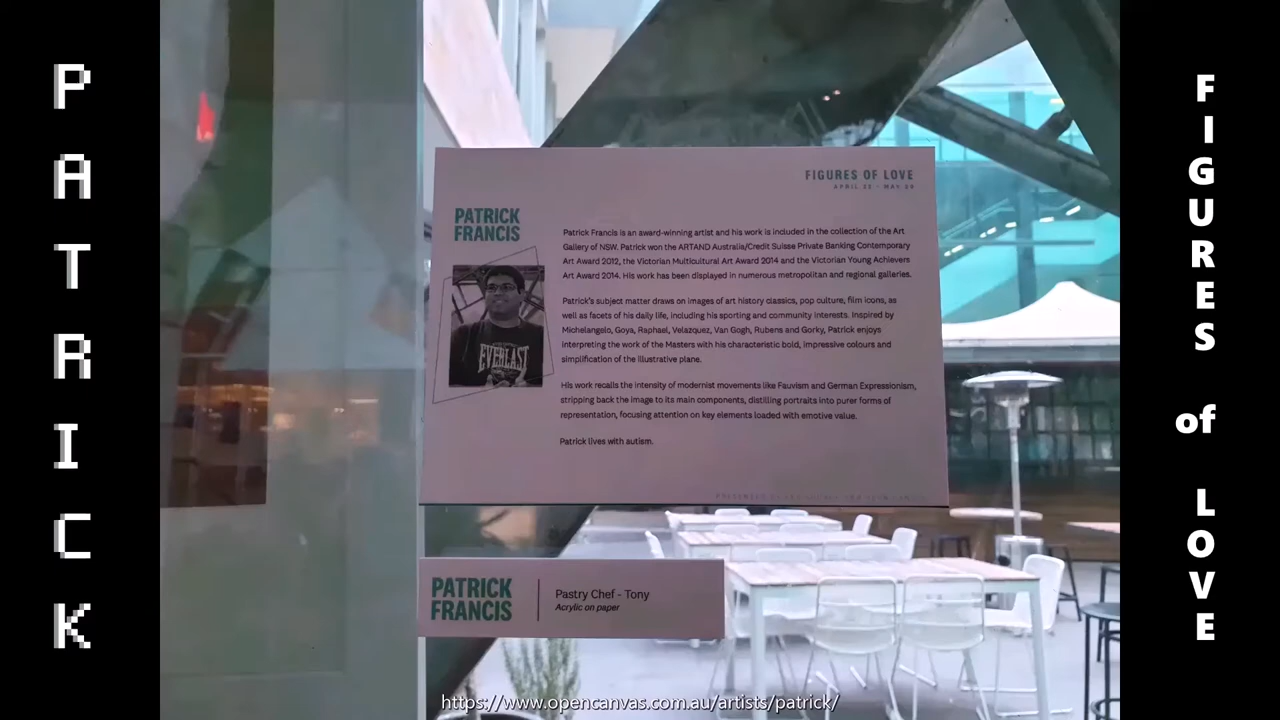 PATRICK
FIGURES OF LOVE
APRIL 22 - MAY 28
PATRICK
FRANCIS
Patrick Francis is an award-winning artist and his work is included in the collection of the Art
Gallery of NSW. Patrick won the ARTAND Australia/Credit Suisse Private Banking Contemporary
Art Award 2012, the Victorian Multicultural Art Award 2014 and the Victorian Young Achievers
Art Award 2014. His work has been displayed in numerous metropolitan and regional galleries.
Patrick's subject matter draws on images of art history classics, pop culture, film icons, as
well as facets of his daily life, including his sporting and community interests. Inspired by
Michelangelo, Goya, Raphael, Velazquez, Van Gogh, Rubens and Gorky, Patrick enjoys
interpreting the work of the Masters with his characteristic bold, impressive colours and
simplification of the illustrative plane.
EVERLAST
His work recalls the intensity of modernist movements like Fauvism and German Expressionism,
stripping back the image to its main components, distilling portraits into purer forms of
representation, focusing attention on key elements loaded with emotive value.
Patrick lives with autism.
PATRICK
FRANCIS
Pastry Chef - Tony
Acrylic on paper
https://www.opencanvas.com.au/artists/patrick/
FIGURES
of
LOVE